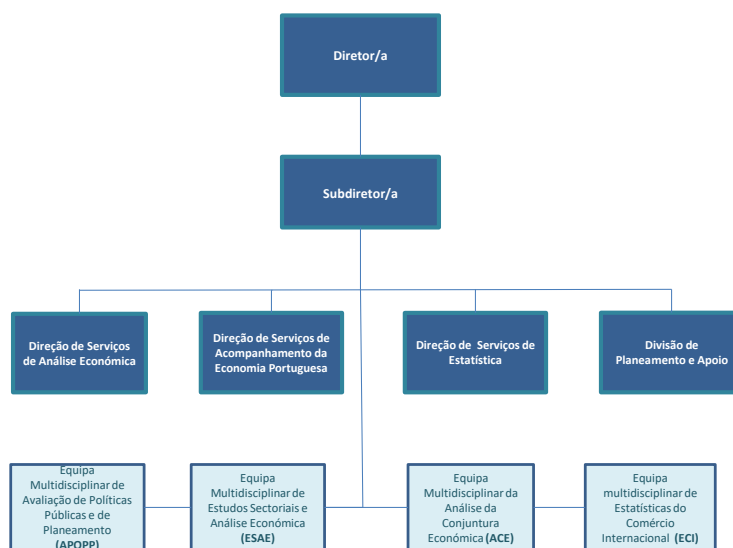 Diretor/a
Subdiretor/a
Direção de Serviços
de Análise Económica
Direção de Serviços de
Acompanhamento da
Economia Portuguesa
Direção de Serviços de
Estatística
Divisão de
Planeamento e Apoio
Equipa
Multidisciplinar de
Avaliação de Políticas
Públicas e de
Planeamento
(APOPP)
Equipa
Multidisciplinar de
Estudos Sectoriais e
Análise Económica
(ESAE)
Equipa
Multidisciplinar da
Análise da
Conjuntura
Económica (ACE)
Equipa
multidisciplinar de
Estatísticas do
Comércio
Internacional (ECI)